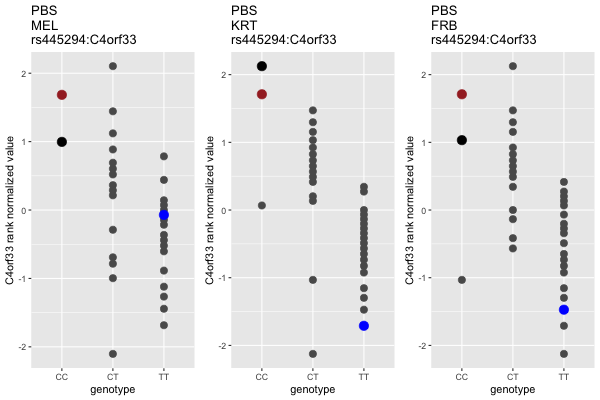 PBS
MEL
rs445294:C4orf33
C4orf33 rank normalized value
2
1
0
-1
-2
CC CT TT
genotype
PBS
KRT
rs445294:C4orf33
C4orf33 rank normalized value
2
1
0
-1
-2
CC CT TT
genotype
PBS
FRB
rs445294:C4orf33
C4orf33 rank normalized value
2
1
0
-1
-2
CC CT TT
genotype